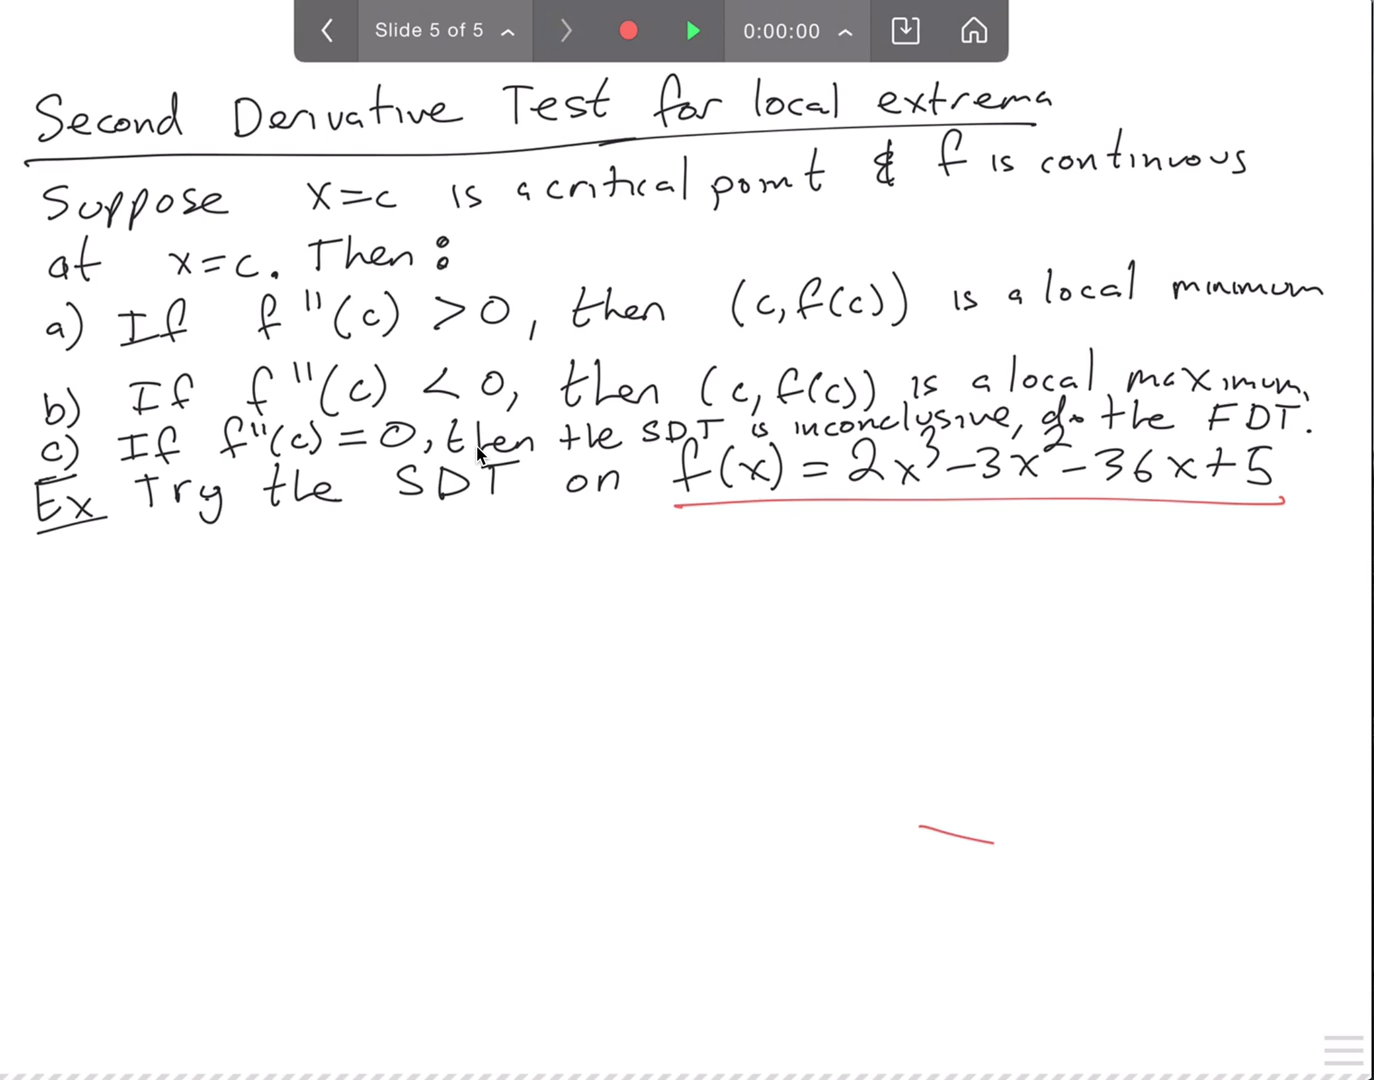 Slide 5 of 5
0:00:00
Second Derivative Test for local extrema
Suppose x=c is a critical point & f is continuous
at x=c. Then:
a) If f"(c) >0, then (c, f(c)) is a local minimum
b) If f"(c) < 0, then (c, f(c)) is a local maximum.
c) If f"(c) = 0, then the SDT is inconclusive, do the FDT.
Ex Try the SDT on f(x) = 2x³-3x²-36x+5